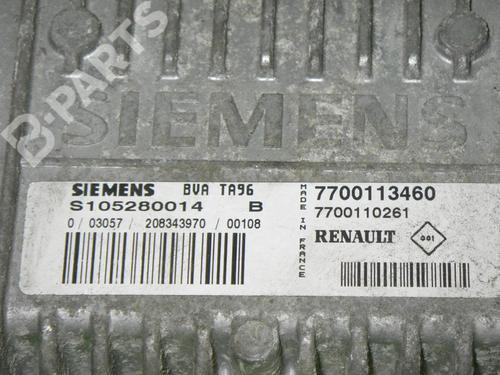 B-PARTS
SIEMENS
SIEMENS BVA TA96
S105280014 B
0 / 03057 / 208343970 / 00108
MADE IN FRANCE
7700113460
7700110261
RENAULT
001